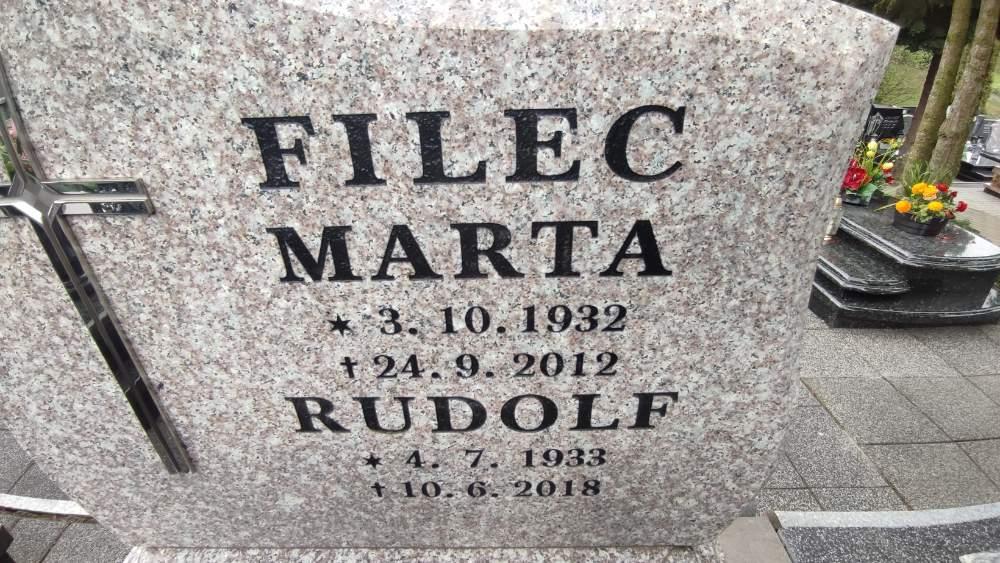 FILEC
MARTA
* 3. 10. 1932
† 24. 9. 2012
RUDOLF
* 4. 7. 1933
† 10. 6. 2018